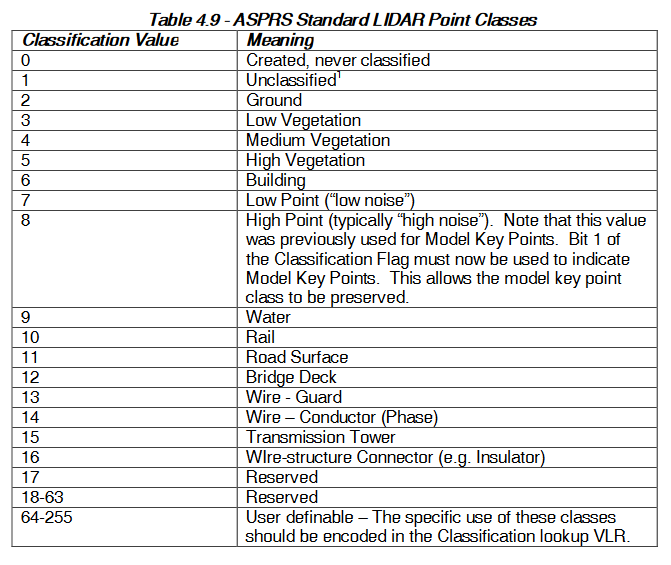 Table 4.9 - ASPRS Standard LIDAR Point Classes
Classification Value Meaning
0 Created, never classified
1 Unclassified¹
2 Ground
3 Low Vegetation
4 Medium Vegetation
5 High Vegetation
6 Building
7 Low Point (“low noise”)
8 High Point (typically “high noise”). Note that this value
was previously used for Model Key Points. Bit 1 of
the Classification Flag must now be used to indicate
Model Key Points. This allows the model key point
class to be preserved.
9 Water
10 Rail
11 Road Surface
12 Bridge Deck
13 Wire - Guard
14 Wire – Conductor (Phase)
15 Transmission Tower
16 WIre-structure Connector (e.g. Insulator)
17 Reserved
18-63 Reserved
64-255 User definable – The specific use of these classes
should be encoded in the Classification lookup VLR.